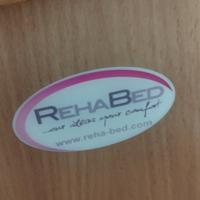 REHABED
...our ideas your comfort
www.reha-bed.com